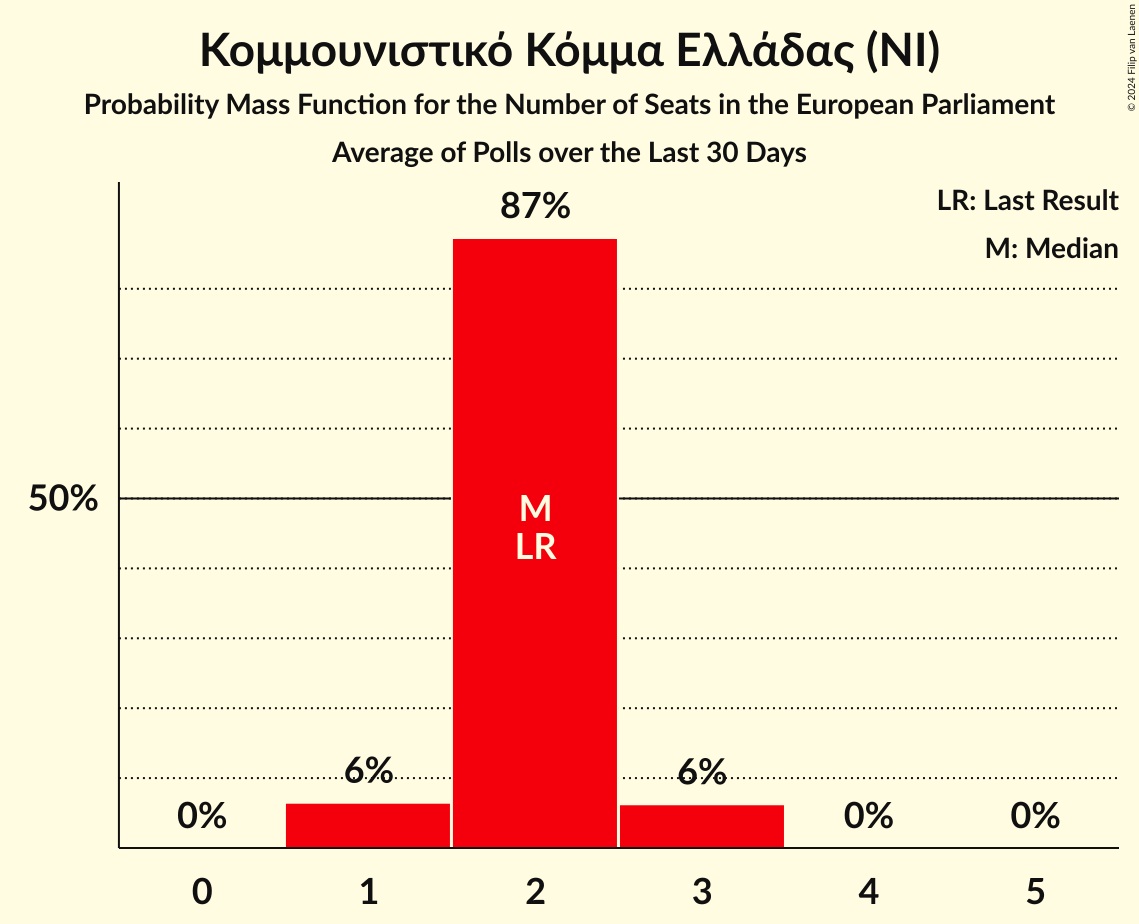 Κομμουνιστικό Κόμμα Ελλάδας (NI)
Probability Mass Function for the Number of Seats in the European Parliament
Average of Polls over the Last 30 Days
© 2024 Filip van Laenen
LR: Last Result
M: Median
87%
50%
M
LR
6%
6%
0%
0%
0%
0
1
2
3
4
5